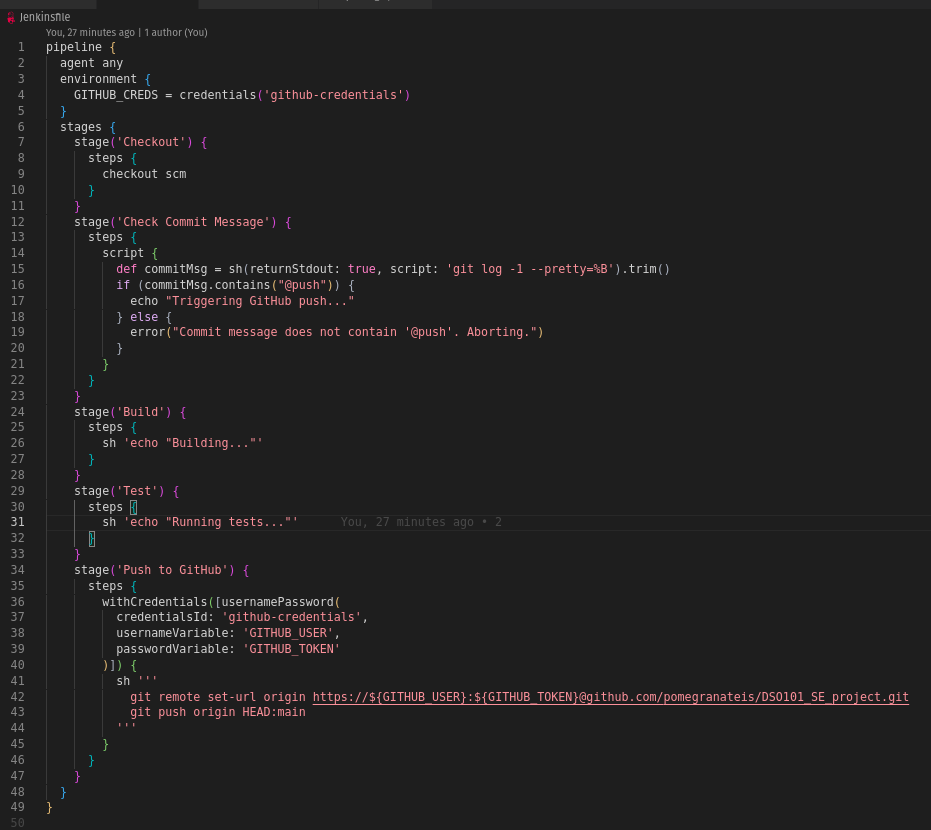 Jenkinsfile
You, 27 minutes ago | 1 author (You)
1 pipeline {
2   agent any
3   environment {
4     GITHUB_CREDS = credentials('github-credentials')
5   }
6   stages {
7     stage('Checkout') {
8       steps {
9         checkout scm
10       }
11     }
12     stage('Check Commit Message') {
13       steps {
14         script {
15           def commitMsg = sh(returnStdout: true, script: 'git log -1 --pretty=%B').trim()
16           if (commitMsg.contains("@push")) {
17             echo "Triggering GitHub push..."
18           } else {
19             error("Commit message does not contain '@push'. Aborting.")
20           }
21         }
22       }
23     }
24     stage('Build') {
25       steps {
26         sh 'echo "Building..."'
27       }
28     }
29     stage('Test') {
30       steps {
31         sh 'echo "Running tests..."'     You, 27 minutes ago • 2
32       }
33     }
34     stage('Push to GitHub') {
35       steps {
36         withCredentials([usernamePassword(
37           credentialsId: 'github-credentials',
38           usernameVariable: 'GITHUB_USER',
39           passwordVariable: 'GITHUB_TOKEN'
40         )]) {
41           sh '''
42             git remote set-url origin https://${GITHUB_USER}:${GITHUB_TOKEN}@github.com/pomegranateis/DSO101_SE_project.git
43             git push origin HEAD:main
44           '''
45         }
46       }
47     }
48   }
49 }
50